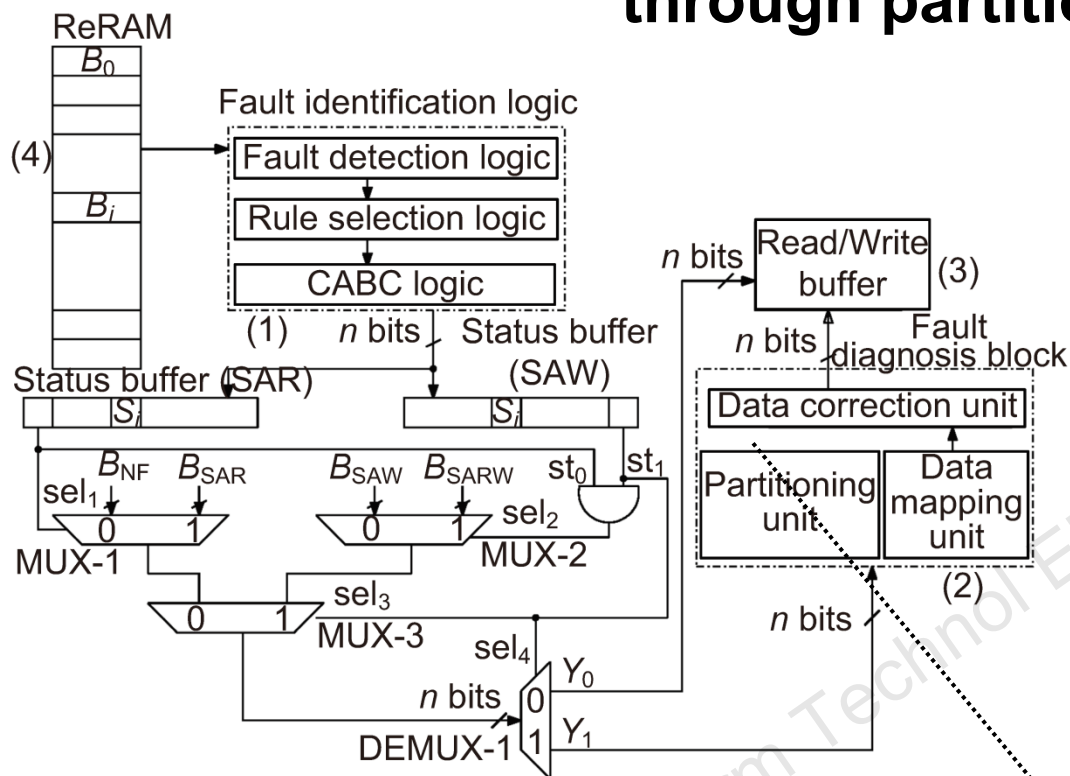 through partitio
ReRAM
B0
(4)
Bi
Fault identification logic
Fault detection logic
Rule selection logic
CABC logic
(1)
n bits
Status buffer
(SAW)
Status buffer (SAR)
Si
Si
n bits
Read/Write
buffer
(3)
n bits
Fault
diagnosis block
Data correction unit
Partitioning
unit
Data
mapping
unit
(2)
n bits
BNF
BSAR
BSAW
BSARW
st0
st1
sel1
0
1
MUX-1
0
1
sel2
MUX-2
0
1
sel3
MUX-3
sel4
n bits
0
1
Y0
Y1
DEMUX-1
m Technol E